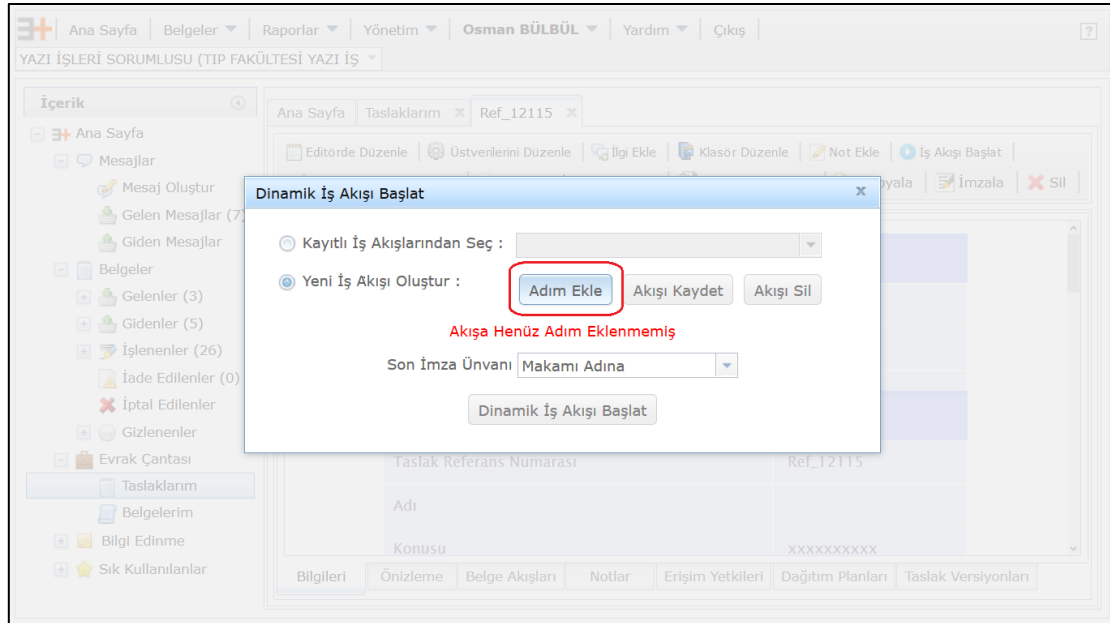 Ana Sayfa Belgeler Raporlar Yönetim Osman BÜLBÜL Yardım Çıkış ?
YAZI İŞLERİ SORUMLUSU (TIP FAKÜLTESİ YAZI İŞ
İçerik
Ana Sayfa
Mesajlar
Mesaj Oluştur
Gelen Mesajlar (7)
Giden Mesajlar
Belgeler
Gelenler (3)
Gidenler (5)
İşlenenler (26)
İade Edilenler (0)
İptal Edilenler
Gizlenenler
Evrak Çantası
Taslaklarım
Belgelerim
Bilgi Edinme
Sık Kullanılanlar
Ana Sayfa Taslaklarım x Ref_12115 x
Editörde Düzenle Üstverilerini Düzenle İlgi Ekle Klasör Düzenle Not Ekle İş Akışı Başlat
İmzala Sil
Dinamik İş Akışı Başlat x
Kayıtlı İş Akışlarından Seç :
Yeni İş Akışı Oluştur : Adım Ekle Akışı Kaydet Akışı Sil
Akışa Henüz Adım Eklenmemiş
Son İmza Ünvanı Makamı Adına
Dinamik İş Akışı Başlat
Taslak Referans Numarası Ref_12115
Adı
Konusu xxxxxxxxxx
Bilgileri Önizleme Belge Akışları Notlar Erişim Yetkileri Dağıtım Planları Taslak Versiyonları